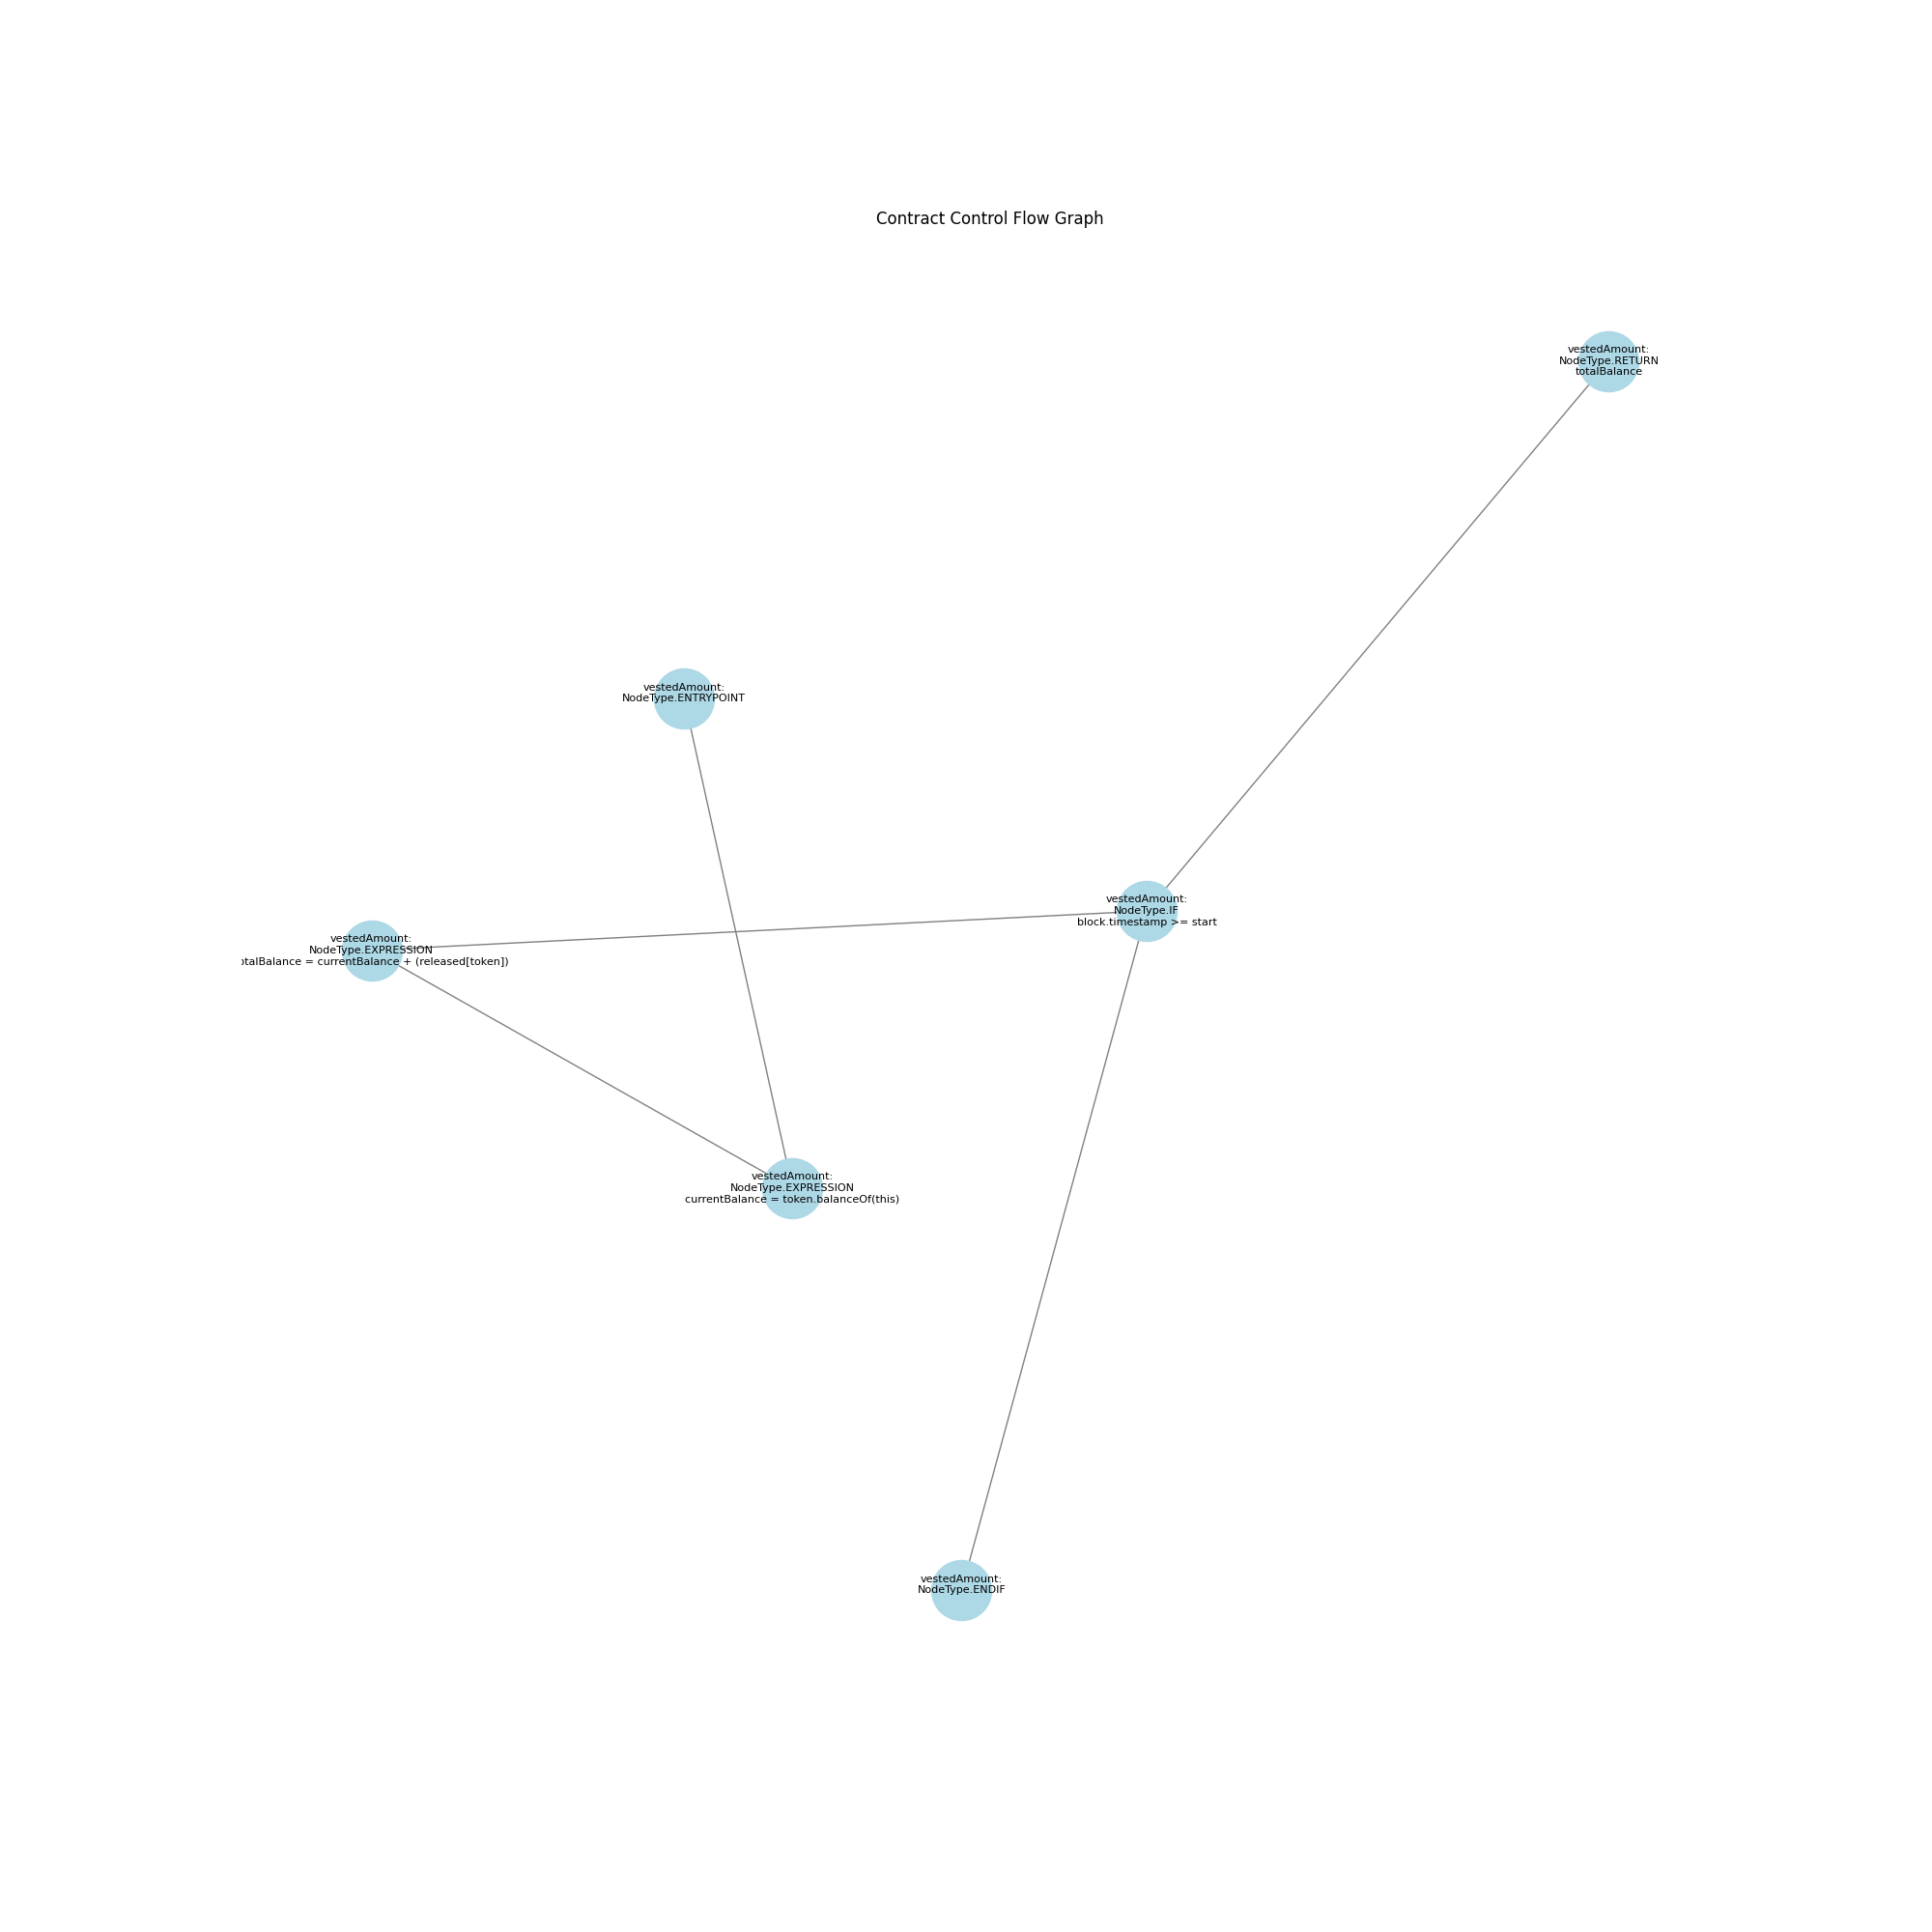 Contract Control Flow Graph
vestedAmount:
NodeType.RETURN
totalBalance
vestedAmount:
NodeType.ENTRYPOINT
vestedAmount:
NodeType.IF
block.timestamp >= start
vestedAmount:
NodeType.EXPRESSION
otalBalance = currentBalance + (released[token])
vestedAmount:
NodeType.EXPRESSION
currentBalance = token.balanceOf(this)
vestedAmount:
NodeType.ENDIF